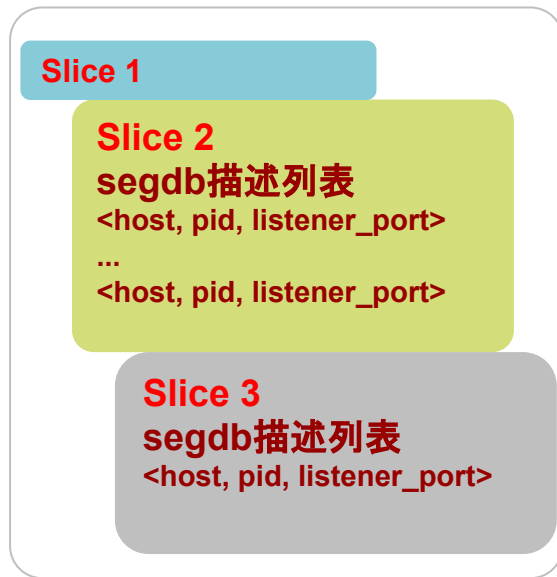 Slice 1
Slice 2
segdb描述列表
<host, pid, listener_port>
...
<host, pid, listener_port>
Slice 3
segdb描述列表
<host, pid, listener_port>